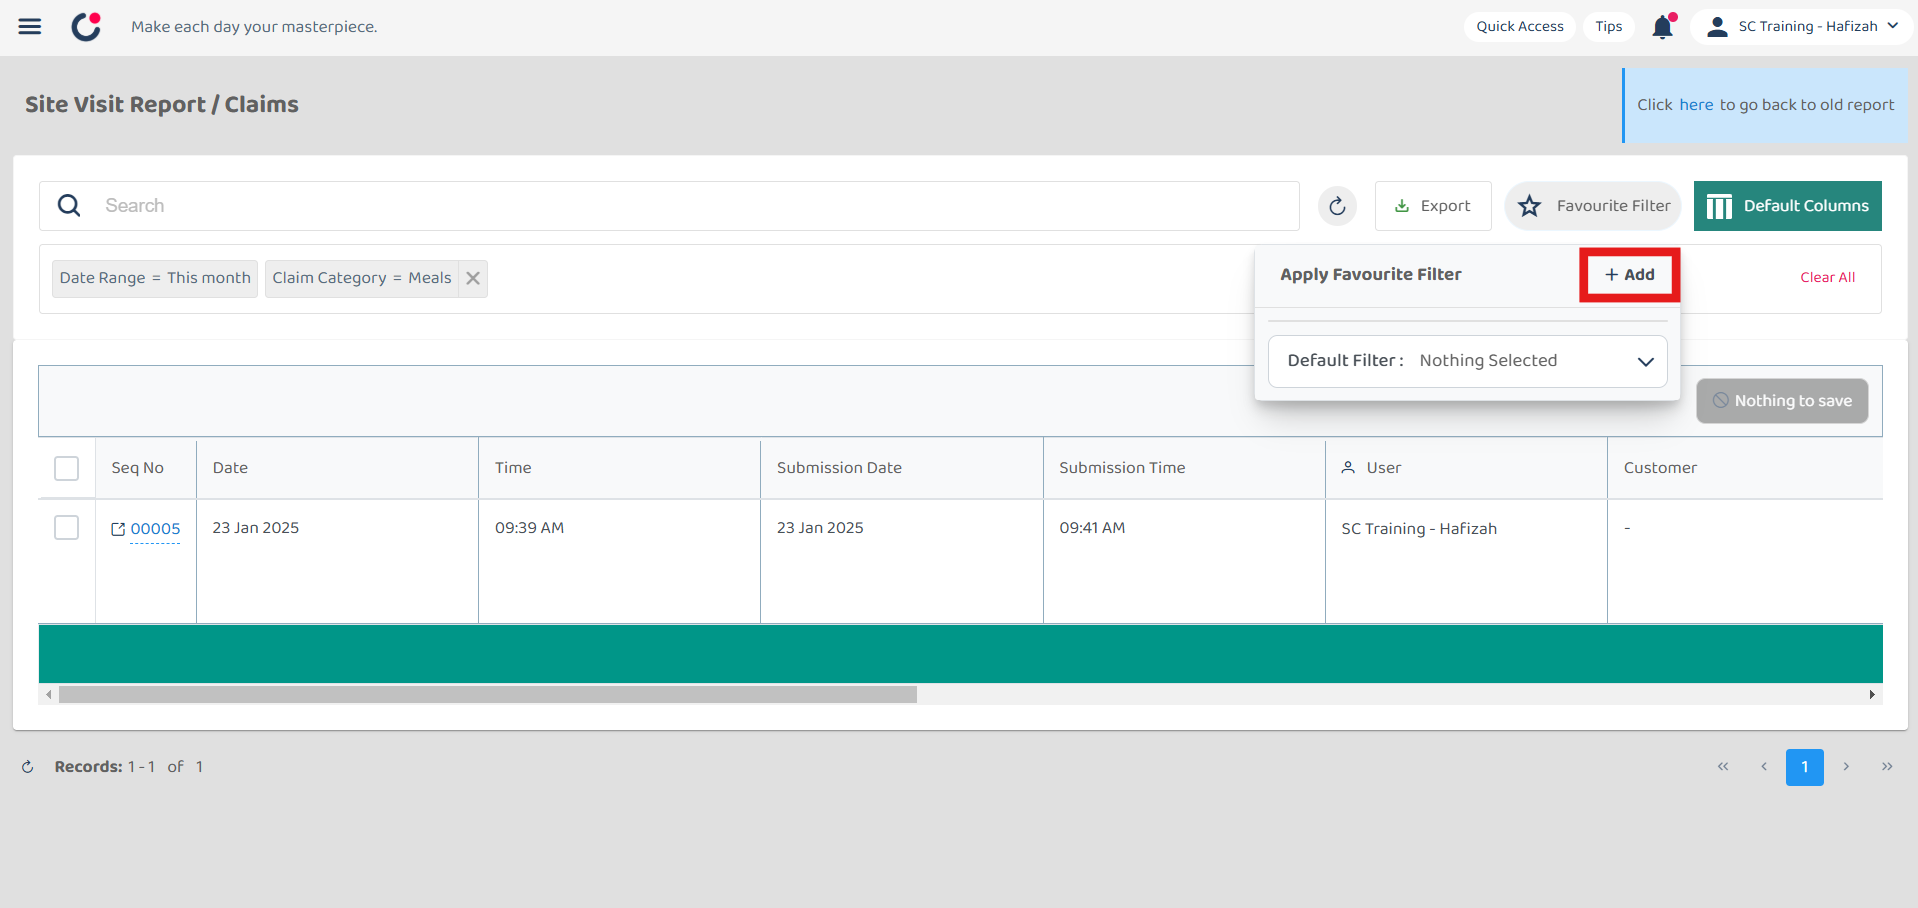 Make each day your masterpiece.
Quick Access
Tips
SC Training - Hafizah
Site Visit Report / Claims
Click here to go back to old report
Search
Export
Favourite Filter
Default Columns
Date Range = This month
Claim Category = Meals
Apply Favourite Filter
+ Add
Clear All
Default Filter : Nothing Selected
Nothing to save
Seq No
Date
Time
Submission Date
Submission Time
User
Customer
00005
23 Jan 2025
09:39 AM
23 Jan 2025
09:41 AM
SC Training - Hafizah
-
Records: 1 - 1 of 1
« ‹ 1 › »